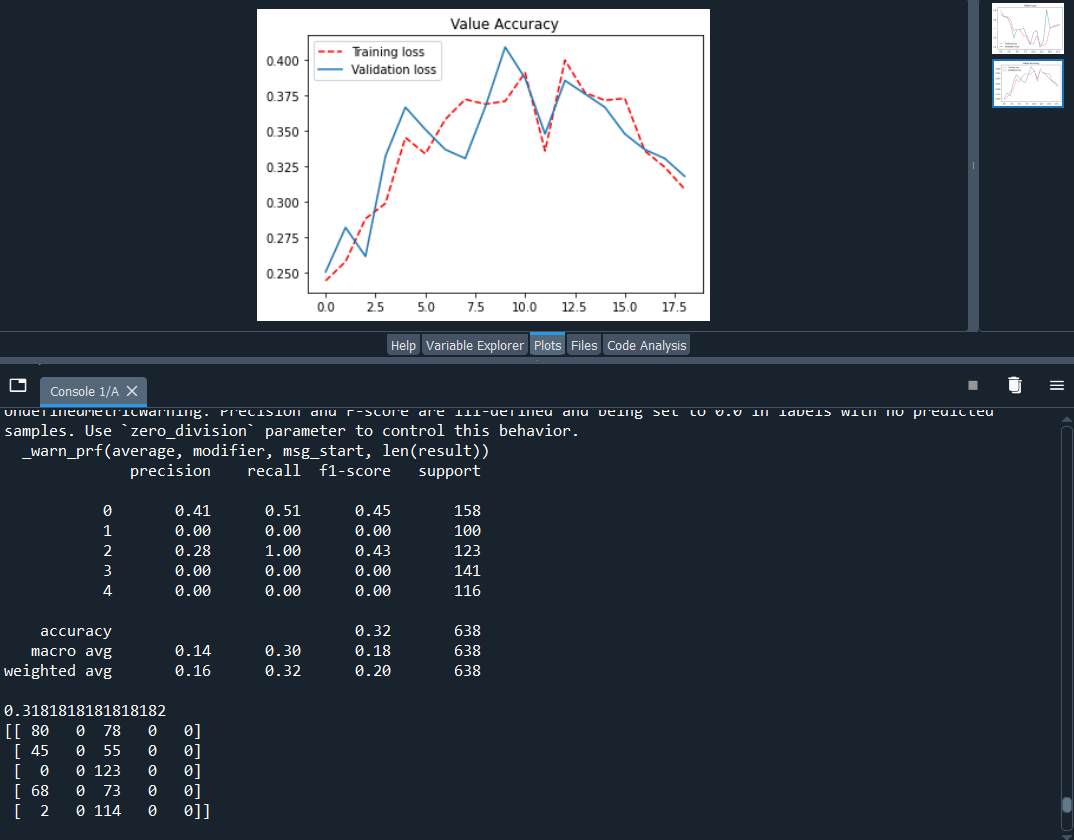 Value Accuracy
Training loss
Validation loss
0.400
0.375
0.350
0.325
0.300
0.275
0.250
0.0 2.5 5.0 7.5 10.0 12.5 15.0 17.5
Help Variable Explorer Plots Files Code Analysis
Console 1/A
UndefinedMetricWarning: Precision and F-score are ill-defined and being set to 0.0 in labels with no predicted
samples. Use `zero_division` parameter to control this behavior.
_warn_prf(average, modifier, msg_start, len(result))
precision recall f1-score support
0 0.41 0.51 0.45 158
1 0.00 0.00 0.00 100
2 0.28 1.00 0.43 123
3 0.00 0.00 0.00 141
4 0.00 0.00 0.00 116
accuracy 0.32 638
macro avg 0.14 0.30 0.18 638
weighted avg 0.16 0.32 0.20 638
0.3181818181818182
[[ 80 0 78 0 0]
[ 45 0 55 0 0]
[ 0 0 123 0 0]
[ 68 0 73 0 0]
[ 2 0 114 0 0]]